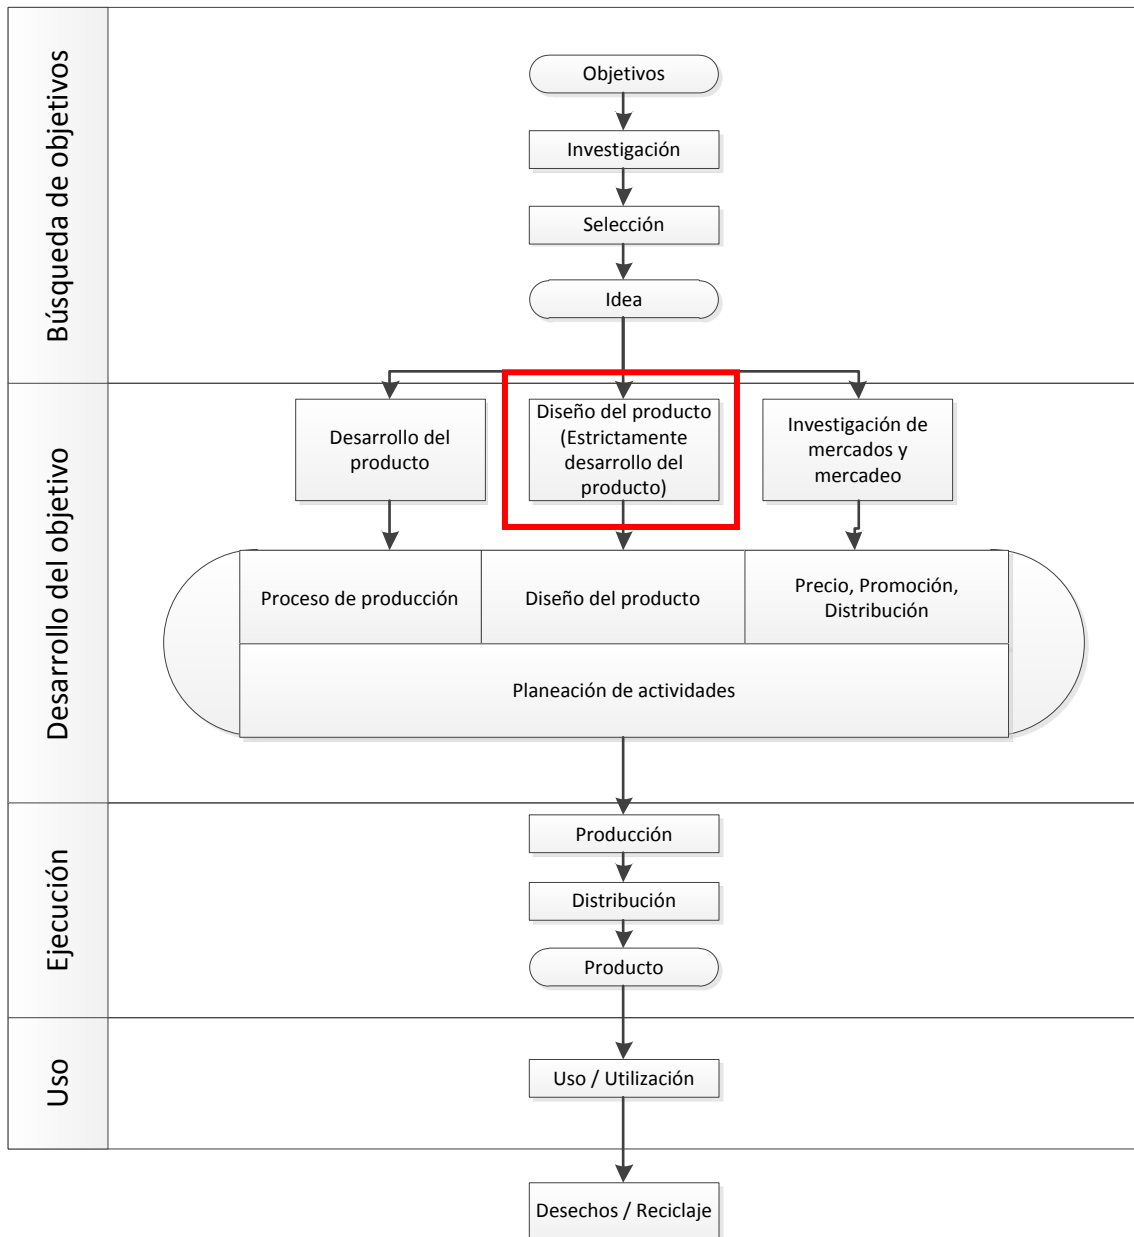 Búsqueda de objetivos
Objetivos
Investigación
Selección
Idea
Desarrollo del objetivo
Desarrollo del
producto
Diseño del producto
(Estrictamente
desarrollo del
producto)
Investigación de
mercados y
mercadeo
Proceso de producción
Diseño del producto
Precio, Promoción,
Distribución
Planeación de actividades
Ejecución
Producción
Distribución
Producto
Uso
Uso / Utilización
Desechos / Reciclaje